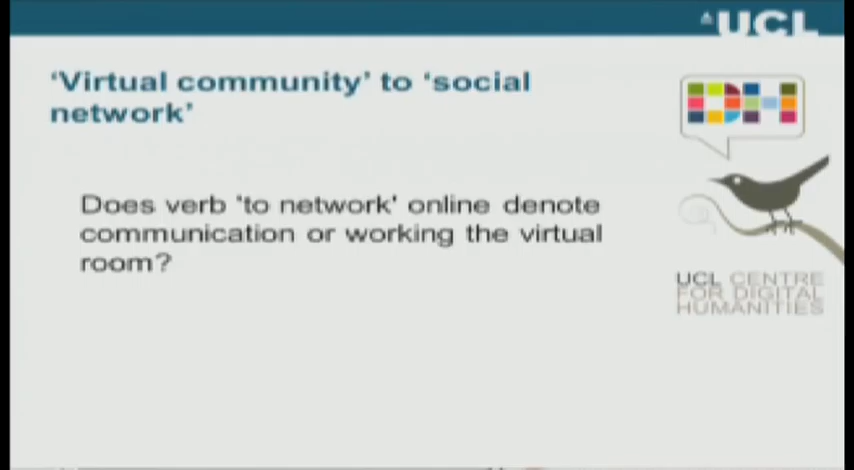 UCL
'Virtual community' to 'social
network'
DH
Does verb 'to network' online denote
communication or working the virtual
room?
UCL CENTRE
FOR DIGITAL
HUMANITIES